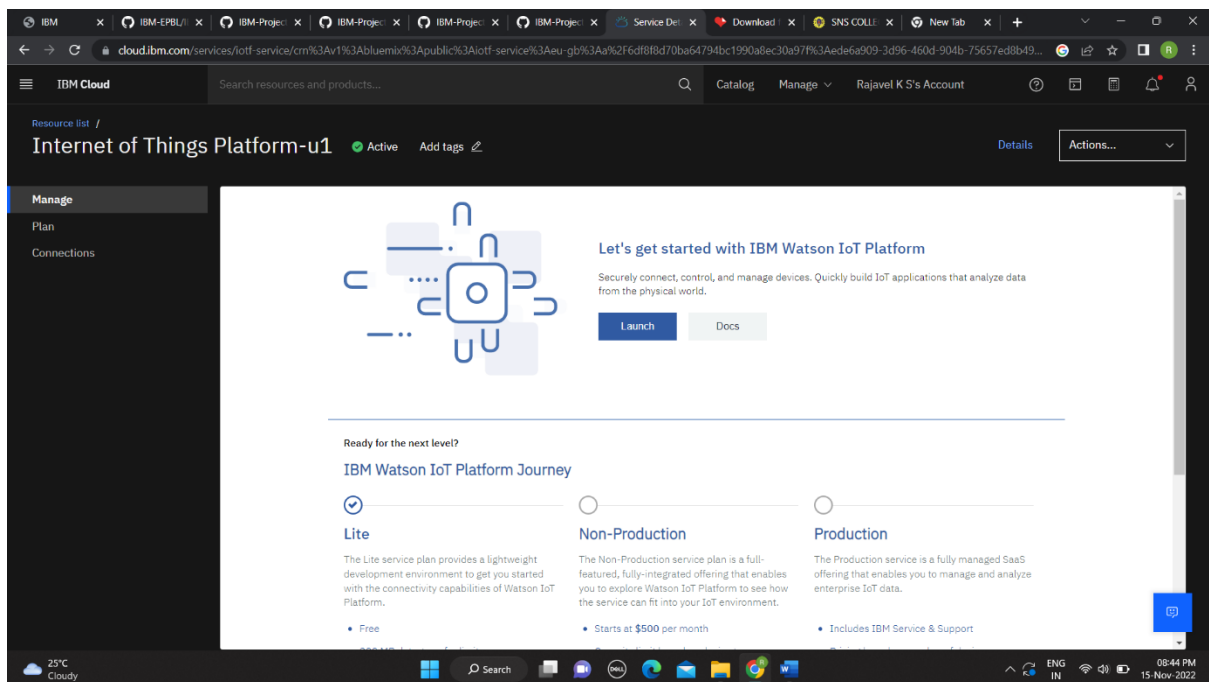 IBM
IBM-EPBL/I
IBM-Project
IBM-Project
IBM-Project
IBM-Project
Service Det
Download
SNS COLLE
New Tab
cloud.ibm.com/services/iotf-service/crn%3Av1%3Abluemix%3Apublic%3Aiotf-service%3Aeu-gb%3Aa%2F6df8f8d70ba64794bc1990a8ec30a97f%3Aede6a909-3d96-460d-904b-75657ed8b49...
R
IBM Cloud
Search resources and products...
Catalog
Manage
Rajavel K S's Account
Resource list /
Internet of Things Platform-u1
Active
Add tags
Details
Actions...
Manage
Plan
Connections
Let's get started with IBM Watson IoT Platform
Securely connect, control, and manage devices. Quickly build IoT applications that analyze data
from the physical world.
Launch
Docs
Ready for the next level?
IBM Watson IoT Platform Journey
Lite
The Lite service plan provides a lightweight
development environment to get you started
with the connectivity capabilities of Watson IoT
Platform.
• Free
Non-Production
The Non-Production service plan is a full-
featured, fully-integrated offering that enables
you to explore Watson IoT Platform to see how
the service can fit into your IoT environment.
• Starts at $500 per month
Production
The Production service is a fully managed SaaS
offering that enables you to manage and analyze
enterprise IoT data.
• Includes IBM Service & Support
25°C
Cloudy
Search
DELL
R
W
ENG
IN
08:44 PM
15-Nov-2022